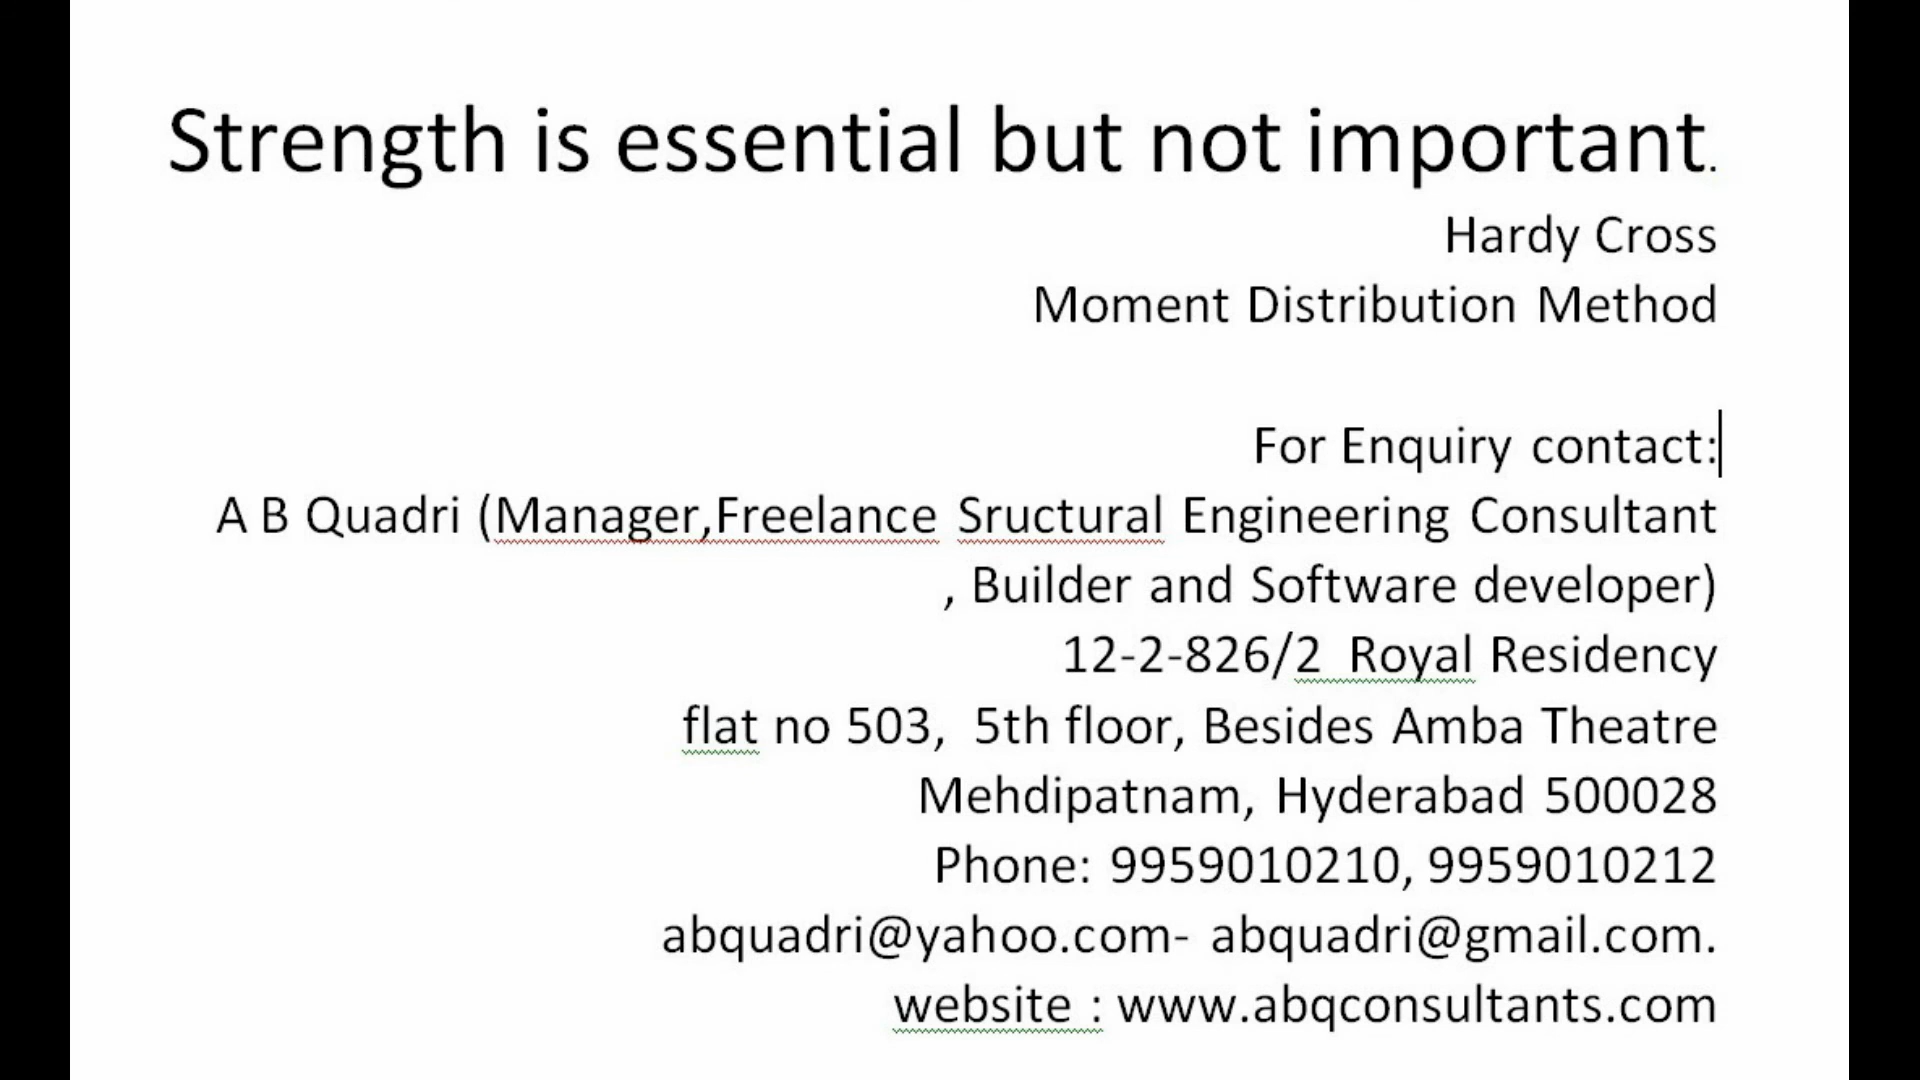 Strength is essential but not important.
Hardy Cross
Moment Distribution Method
For Enquiry contact:
A B Quadri (Manager,Freelance Sructural Engineering Consultant
, Builder and Software developer)
12-2-826/2 Royal Residency
flat no 503, 5th floor, Besides Amba Theatre
Mehdipatnam, Hyderabad 500028
Phone: 9959010210, 9959010212
abquadri@yahoo.com- abquadri@gmail.com.
website : www.abqconsultants.com